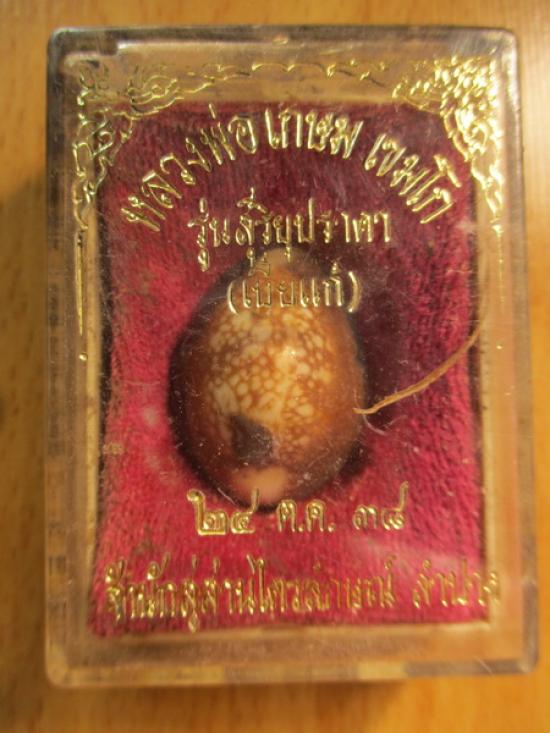 หลวงพ่อเกษม เขมโก
รุ่นสุริยุปราคา
(เบี้ยแก้)
๒๔ ต.ค. ๓๘
สำนักสุสานไตรลักษณ์ ลำปาง